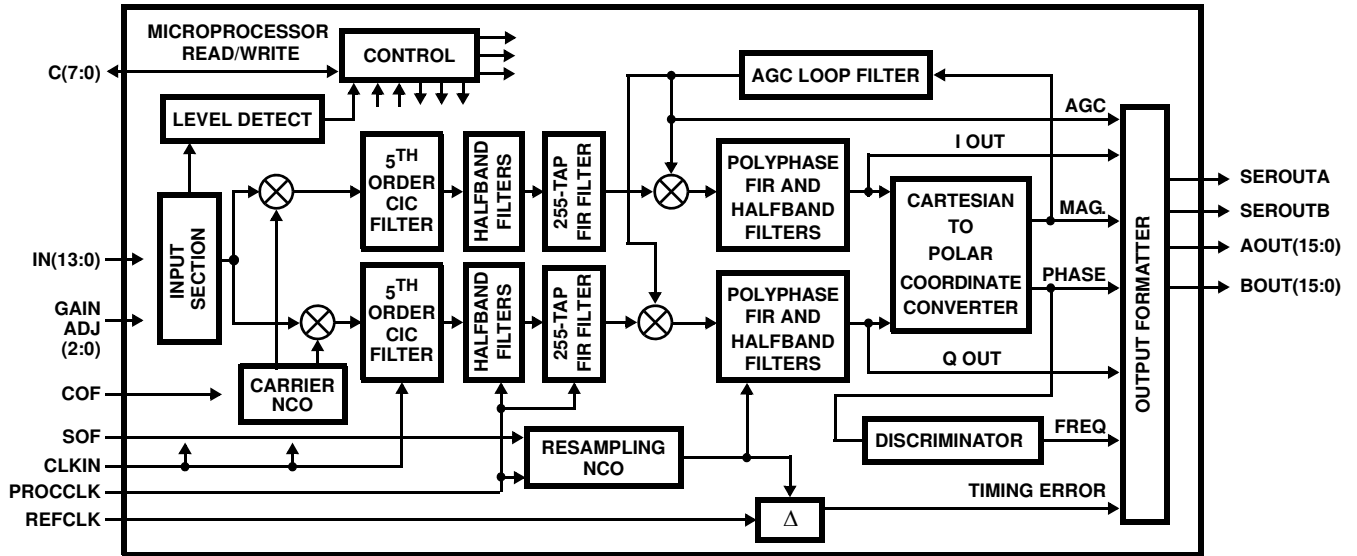 MICROPROCESSOR
READ/WRITE
C(7:0)
CONTROL
AGC LOOP FILTER
LEVEL DETECT
AGC
I OUT
5TH
ORDER
CIC
FILTER
HALFBAND
FILTERS
255-TAP
FIR FILTER
POLYPHASE
FIR AND
HALFBAND
FILTERS
CARTESIAN
TO
POLAR
COORDINATE
CONVERTER
MAG.
PHASE
SEROUTA
SEROUTB
AOUT(15:0)
BOUT(15:0)
IN(13:0)
INPUT
SECTION
GAIN
ADJ
(2:0)
5TH
ORDER
CIC
FILTER
HALFBAND
FILTERS
255-TAP
FIR FILTER
POLYPHASE
FIR AND
HALFBAND
FILTERS
Q OUT
OUTPUT FORMATTER
COF
CARRIER
NCO
SOF
CLKIN
RESAMPLING
NCO
DISCRIMINATOR
FREQ
PROCCLK
TIMING ERROR
REFCLK
Δ